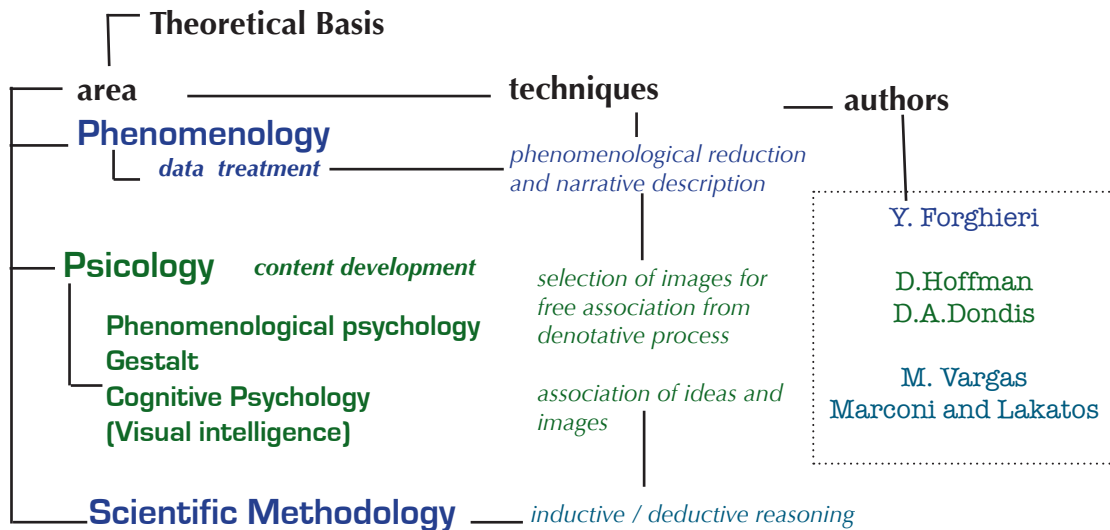 Theoretical Basis
area
techniques
authors
Phenomenology
data treatment
phenomenological reduction
and narrative description
Y. Forghieri
Psicology
content development
selection of images for
free association from
denotative process
D.Hoffman
D.A.Dondis
Phenomenological psychology
Gestalt
Cognitive Psychology
(Visual intelligence)
association of ideas and
images
M. Vargas
Marconi and Lakatos
Scientific Methodology
inductive / deductive reasoning